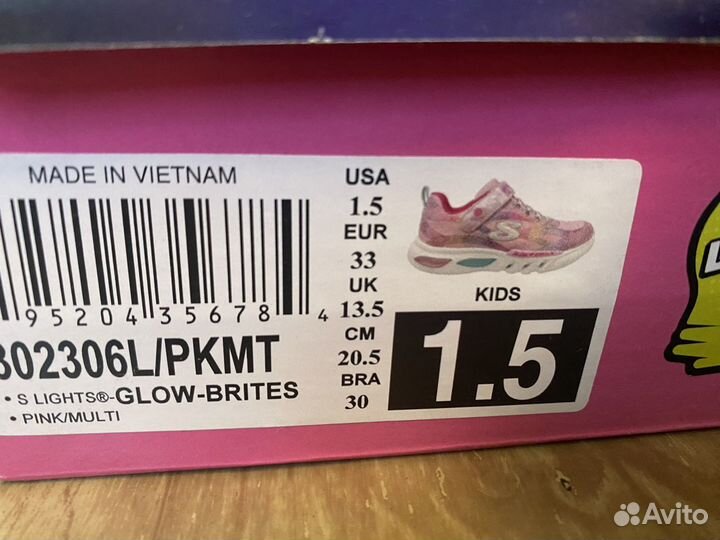 MADE IN VIETNAM
95204 35678 4
302306L/PKMT
• S LIGHTS®-GLOW-BRITES
• PINK/MULTI
USA
1.5
EUR
33
UK
13.5
CM
20.5
BRA
30
S
KIDS
1.5
Avito